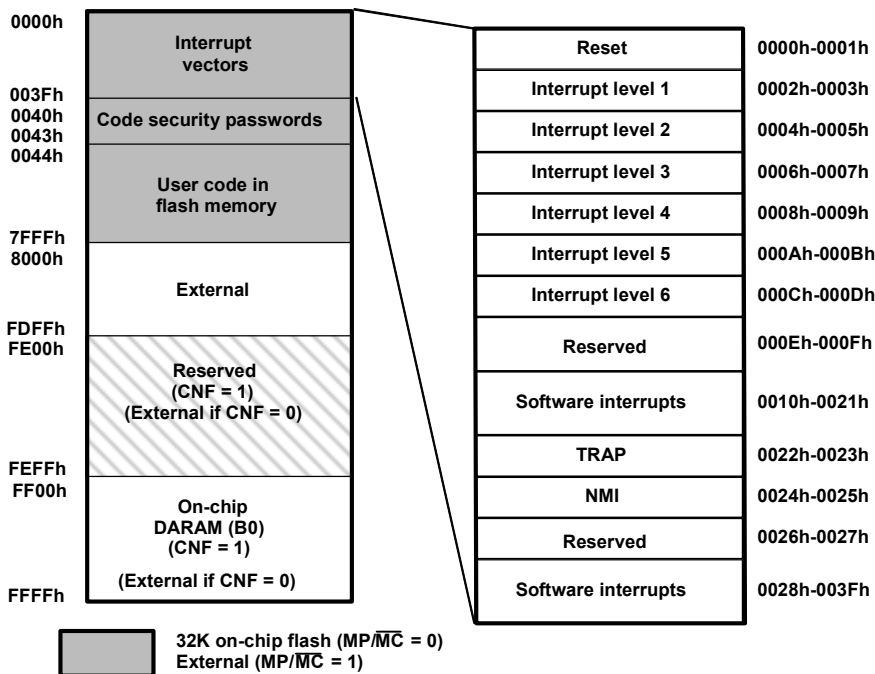 0000h
Interrupt
vectors
003Fh
0040h
Code security passwords
0043h
0044h
User code in
flash memory
7FFFh
8000h
External
FDFFh
FE00h
Reserved
(CNF = 1)
(External if CNF = 0)
FEFFh
FF00h
On-chip
DARAM (B0)
(CNF = 1)
(External if CNF = 0)
FFFFh
Reset 0000h-0001h
Interrupt level 1 0002h-0003h
Interrupt level 2 0004h-0005h
Interrupt level 3 0006h-0007h
Interrupt level 4 0008h-0009h
Interrupt level 5 000Ah-000Bh
Interrupt level 6 000Ch-000Dh
Reserved 000Eh-000Fh
Software interrupts 0010h-0021h
TRAP 0022h-0023h
NMI 0024h-0025h
Reserved 0026h-0027h
Software interrupts 0028h-003Fh
32K on-chip flash (MP/M̅C̅ = 0)
External (MP/M̅C̅ = 1)